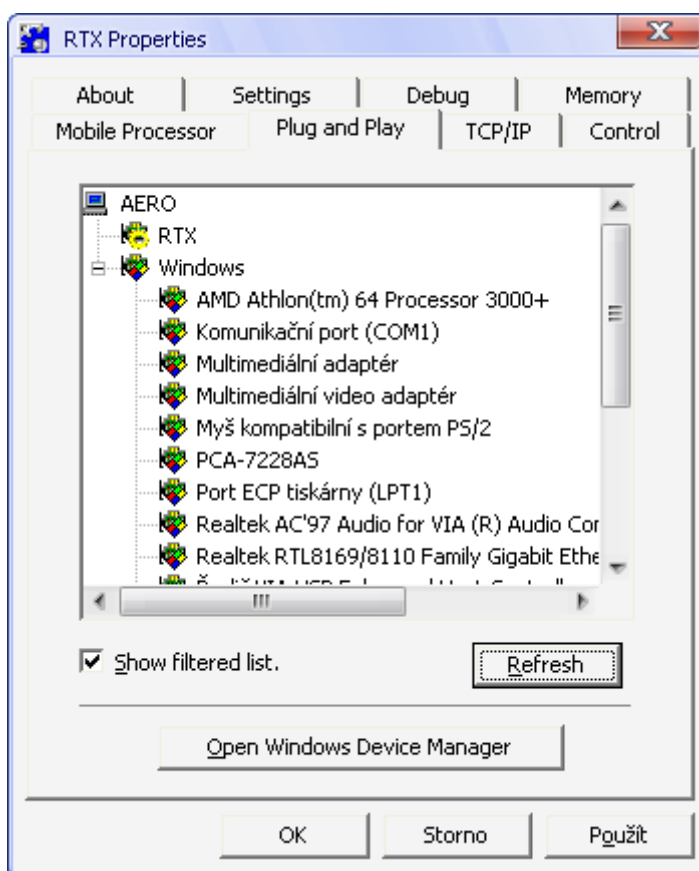 RTX Properties
About Settings Debug Memory
Mobile Processor Plug and Play TCP/IP Control
AERO
RTX
Windows
AMD Athlon(tm) 64 Processor 3000+
Komunikační port (COM1)
Multimediální adaptér
Multimediální video adaptér
Myš kompatibilní s portem PS/2
PCA-7228AS
Port ECP tiskárny (LPT1)
Realtek AC'97 Audio for VIA (R) Audio Cor
Realtek RTL8169/8110 Family Gigabit Ethe
Show filtered list.
Refresh
Open Windows Device Manager
OK Storno Použít